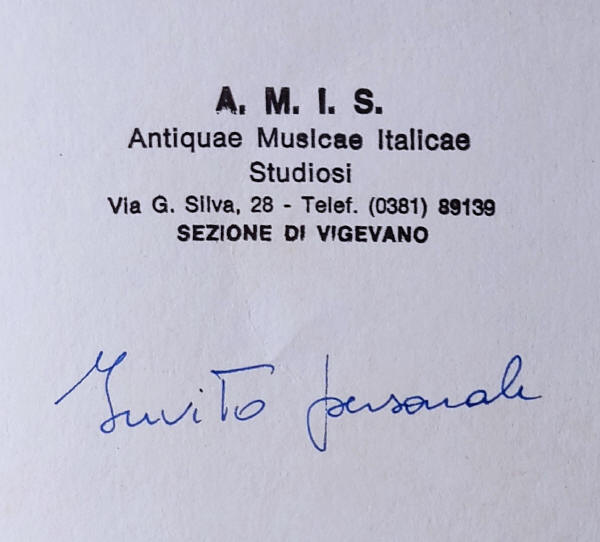 A. M. I. S.
Antiquae Musicae Italicae
Studiosi
Via G. Silva, 28 - Telef. (0381) 89139
SEZIONE DI VIGEVANO
Invito personale